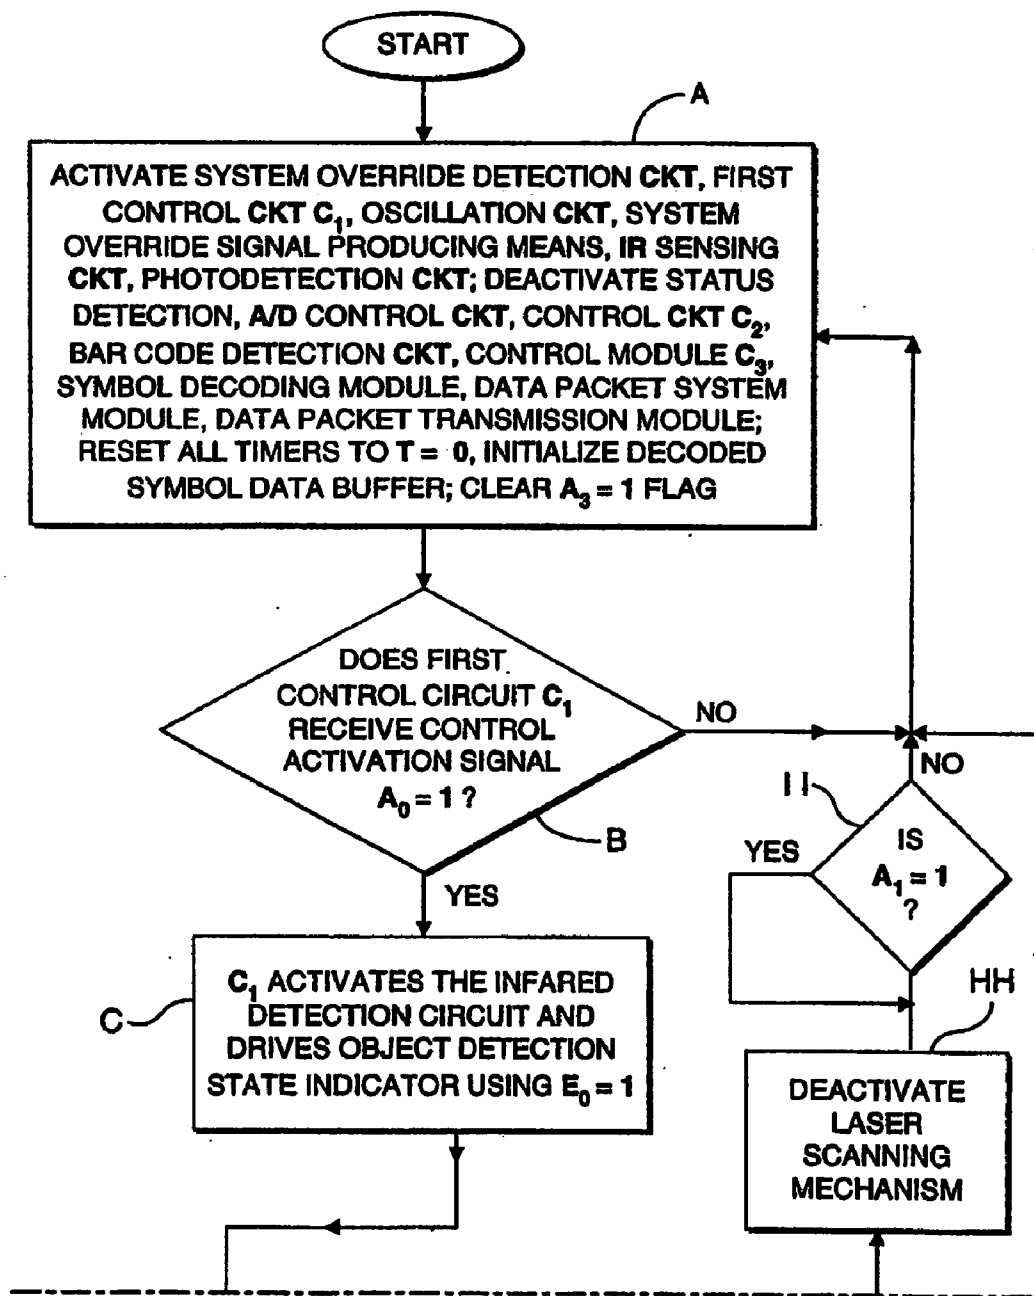 START
A
ACTIVATE SYSTEM OVERRIDE DETECTION CKT, FIRST
CONTROL CKT C₁, OSCILLATION CKT, SYSTEM
OVERRIDE SIGNAL PRODUCING MEANS, IR SENSING
CKT, PHOTODETECTION CKT; DEACTIVATE STATUS
DETECTION, A/D CONTROL CKT, CONTROL CKT C₂,
BAR CODE DETECTION CKT, CONTROL MODULE C₃,
SYMBOL DECODING MODULE, DATA PACKET SYSTEM
MODULE, DATA PACKET TRANSMISSION MODULE;
RESET ALL TIMERS TO T = 0, INITIALIZE DECODED
SYMBOL DATA BUFFER; CLEAR A₃ = 1 FLAG
DOES FIRST
CONTROL CIRCUIT C₁
RECEIVE CONTROL
ACTIVATION SIGNAL
A₀ = 1 ?
NO
B
YES
NO
II
IS
A₁ = 1
?
YES
C₁ ACTIVATES THE INFARED
DETECTION CIRCUIT AND
DRIVES OBJECT DETECTION
STATE INDICATOR USING E₀ = 1
C
HH
DEACTIVATE
LASER
SCANNING
MECHANISM